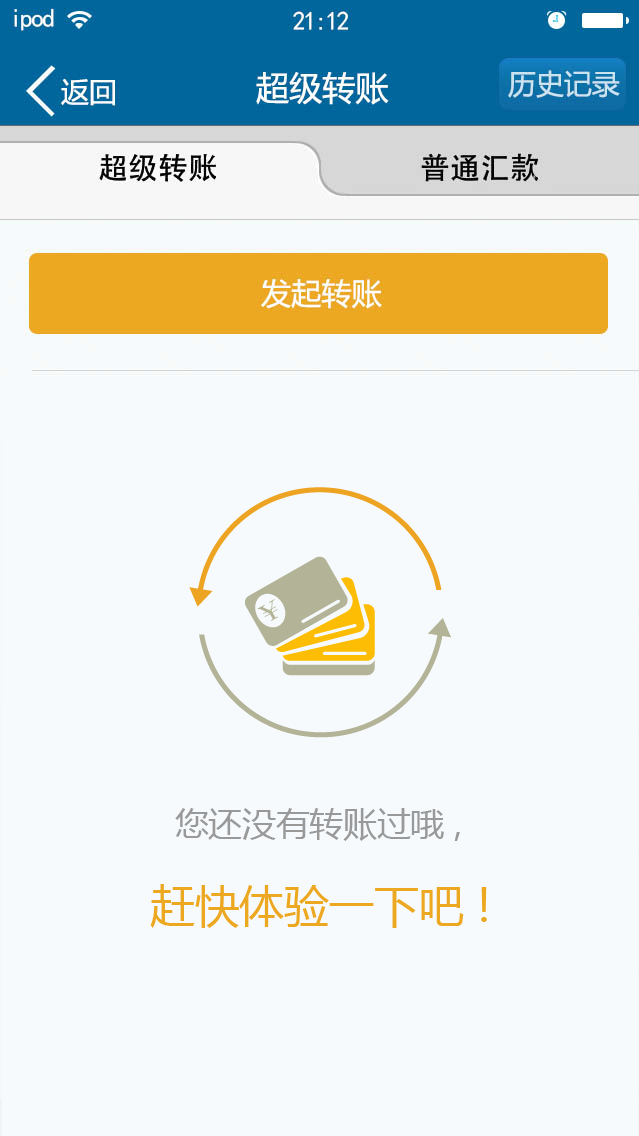 ipod 21:12
返回 超级转账 历史记录
超级转账 普通汇款
发起转账
¥
您还没有转账过哦，
赶快体验一下吧！